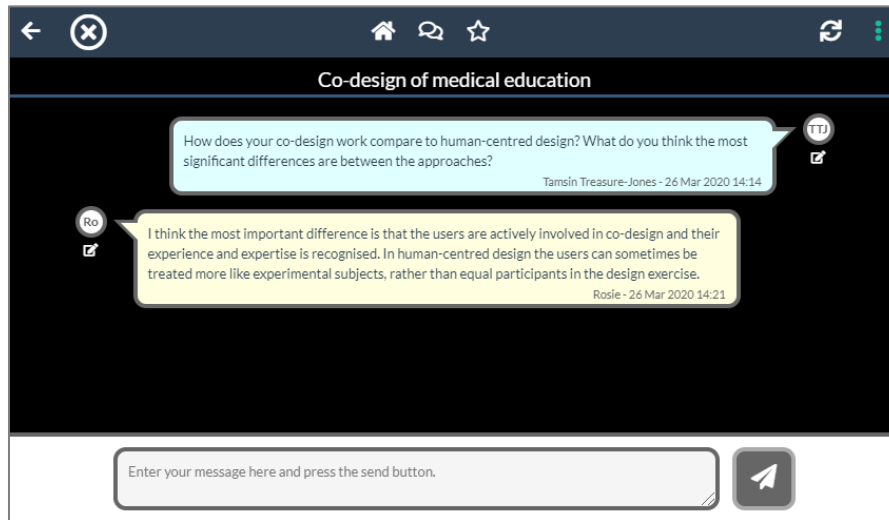 Co-design of medical education
How does your co-design work compare to human-centred design? What do you think the most
significant differences are between the approaches?
Tamsin Treasure-Jones - 26 Mar 2020 14:14
TTJ
Ro
I think the most important difference is that the users are actively involved in co-design and their
experience and expertise is recognised. In human-centred design the users can sometimes be
treated more like experimental subjects, rather than equal participants in the design exercise.
Rosie - 26 Mar 2020 14:21
Enter your message here and press the send button.